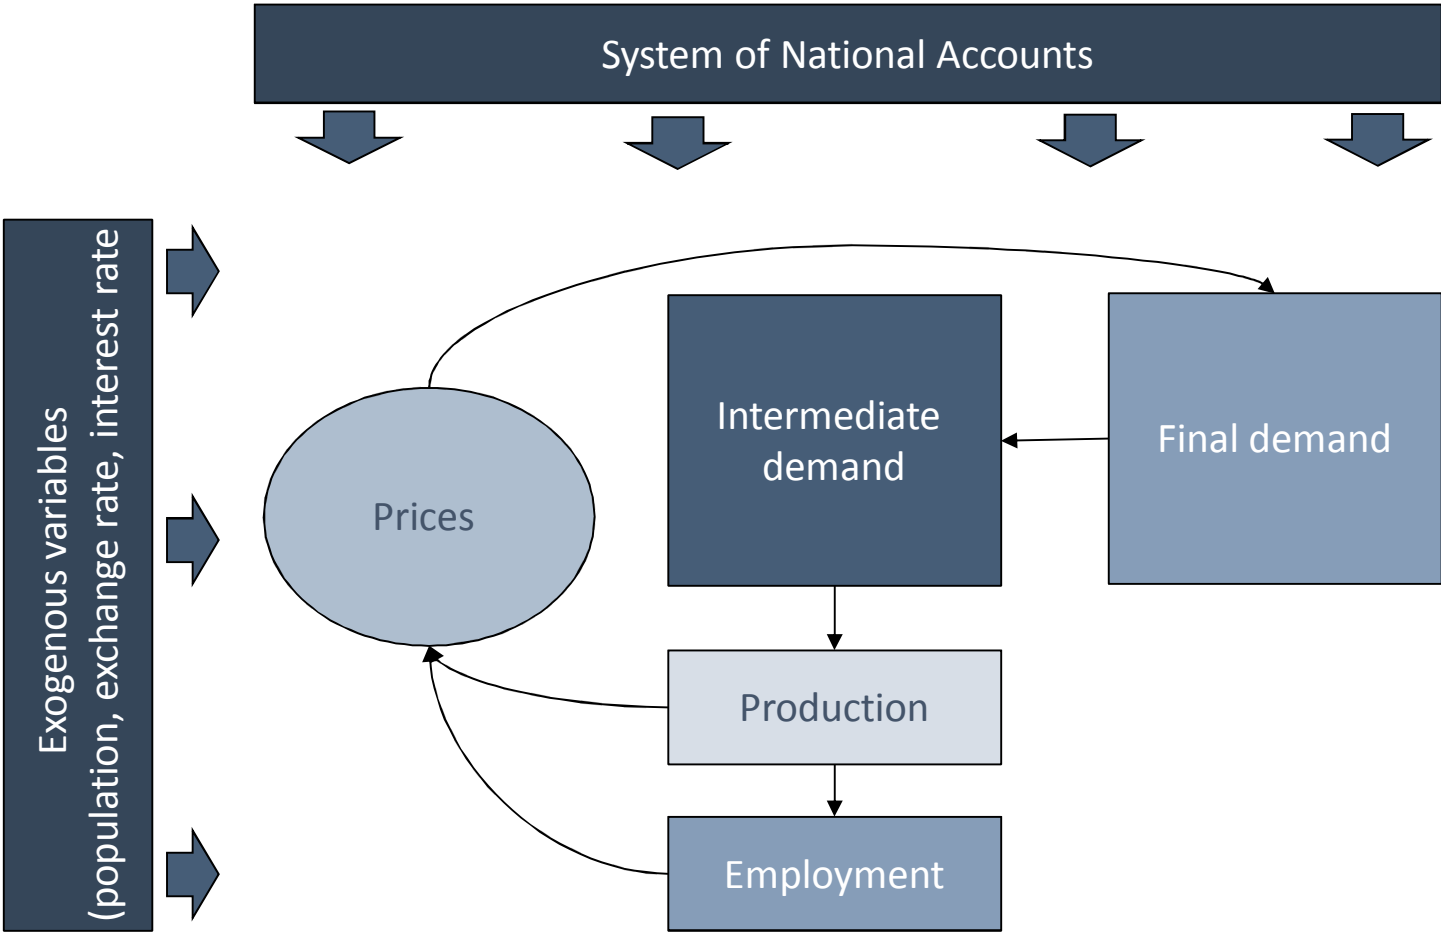 System of National Accounts
Exogenous variables
(population, exchange rate, interest rate
Prices
Intermediate
demand
Final demand
Production
Employment